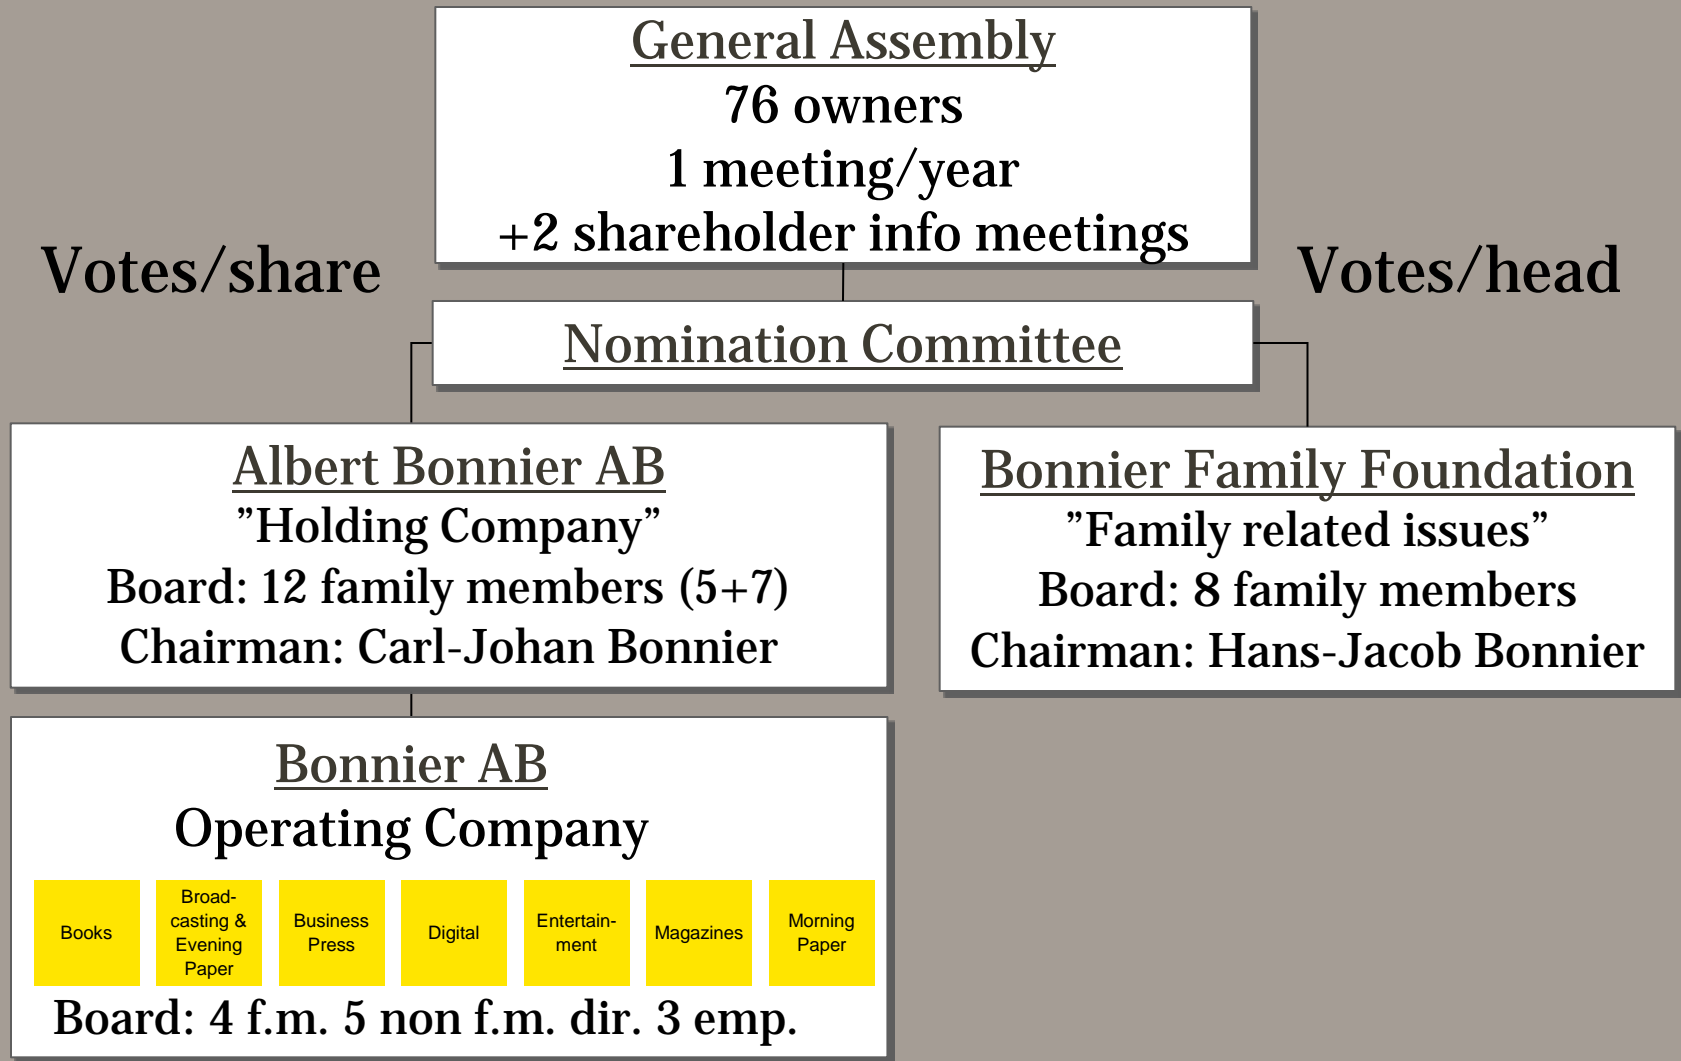 General Assembly
76 owners
1 meeting/year
+2 shareholder info meetings
Votes/share
Votes/head
Nomination Committee
Albert Bonnier AB
”Holding Company”
Board: 12 family members (5+7)
Chairman: Carl-Johan Bonnier
Bonnier Family Foundation
”Family related issues”
Board: 8 family members
Chairman: Hans-Jacob Bonnier
Bonnier AB
Operating Company
Books
Broad-
casting &
Evening
Paper
Business
Press
Digital
Entertain-
ment
Magazines
Morning
Paper
Board: 4 f.m. 5 non f.m. dir. 3 emp.